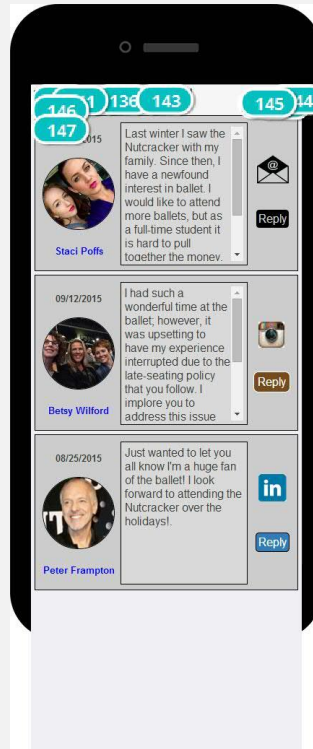 136 143 145
146
147
Last winter I saw the
Nutcracker with my
family. Since then, I
have a newfound
interest in ballet. I
would like to attend
more ballets, but as
a full-time student it
is hard to pull
together the money.
Staci Poffs
@
Reply
09/12/2015
I had such a
wonderful time at the
ballet; however, it
was upsetting to
have my experience
interrupted due to the
late-seating policy
that you follow. I
implore you to
address this issue
Betsy Wilford
Reply
08/25/2015
Just wanted to let you
all know I'm a huge fan
of the ballet! I look
forward to attending the
Nutcracker over the
holidays!.
Peter Frampton
in
Reply